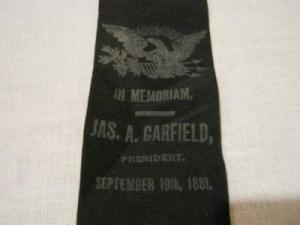 IN MEMORIAM.
JAS. A. GARFIELD,
PRESIDENT.
SEPTEMBER 19th, 1881.